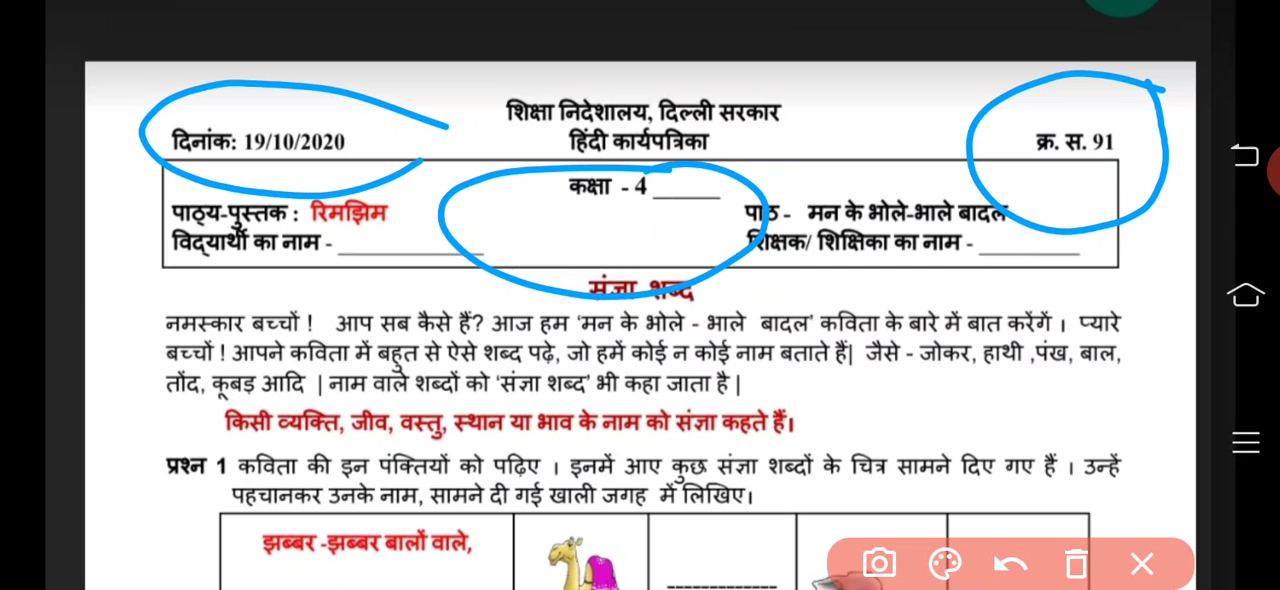 शिक्षा निदेशालय, दिल्ली सरकार
दिनांक: 19/10/2020 हिंदी कार्यपत्रिका क्र. स. 91
कक्षा - 4 ______
पाठ्य-पुस्तक : रिमझिम पाठ - मन के भोले-भाले बादल
विद्यार्थी का नाम - _____________ शिक्षक/ शिक्षिका का नाम - _________
संज्ञा शब्द
नमस्कार बच्चों ! आप सब कैसे हैं? आज हम ‘मन के भोले - भाले बादल’ कविता के बारे में बात करेंगें । प्यारे
बच्चों ! आपने कविता में बहुत से ऐसे शब्द पढ़े, जो हमें कोई न कोई नाम बताते हैं| जैसे - जोकर, हाथी ,पंख, बाल,
तोंद, कूबड़ आदि | नाम वाले शब्दों को ‘संज्ञा शब्द’ भी कहा जाता है |
किसी व्यक्ति, जीव, वस्तु, स्थान या भाव के नाम को संज्ञा कहते हैं।
प्रश्न 1 कविता की इन पंक्तियों को पढ़िए । इनमें आए कुछ संज्ञा शब्दों के चित्र सामने दिए गए हैं । उन्हें
पहचानकर उनके नाम, सामने दी गई खाली जगह में लिखिए।
झब्बर -झब्बर बालों वाले,